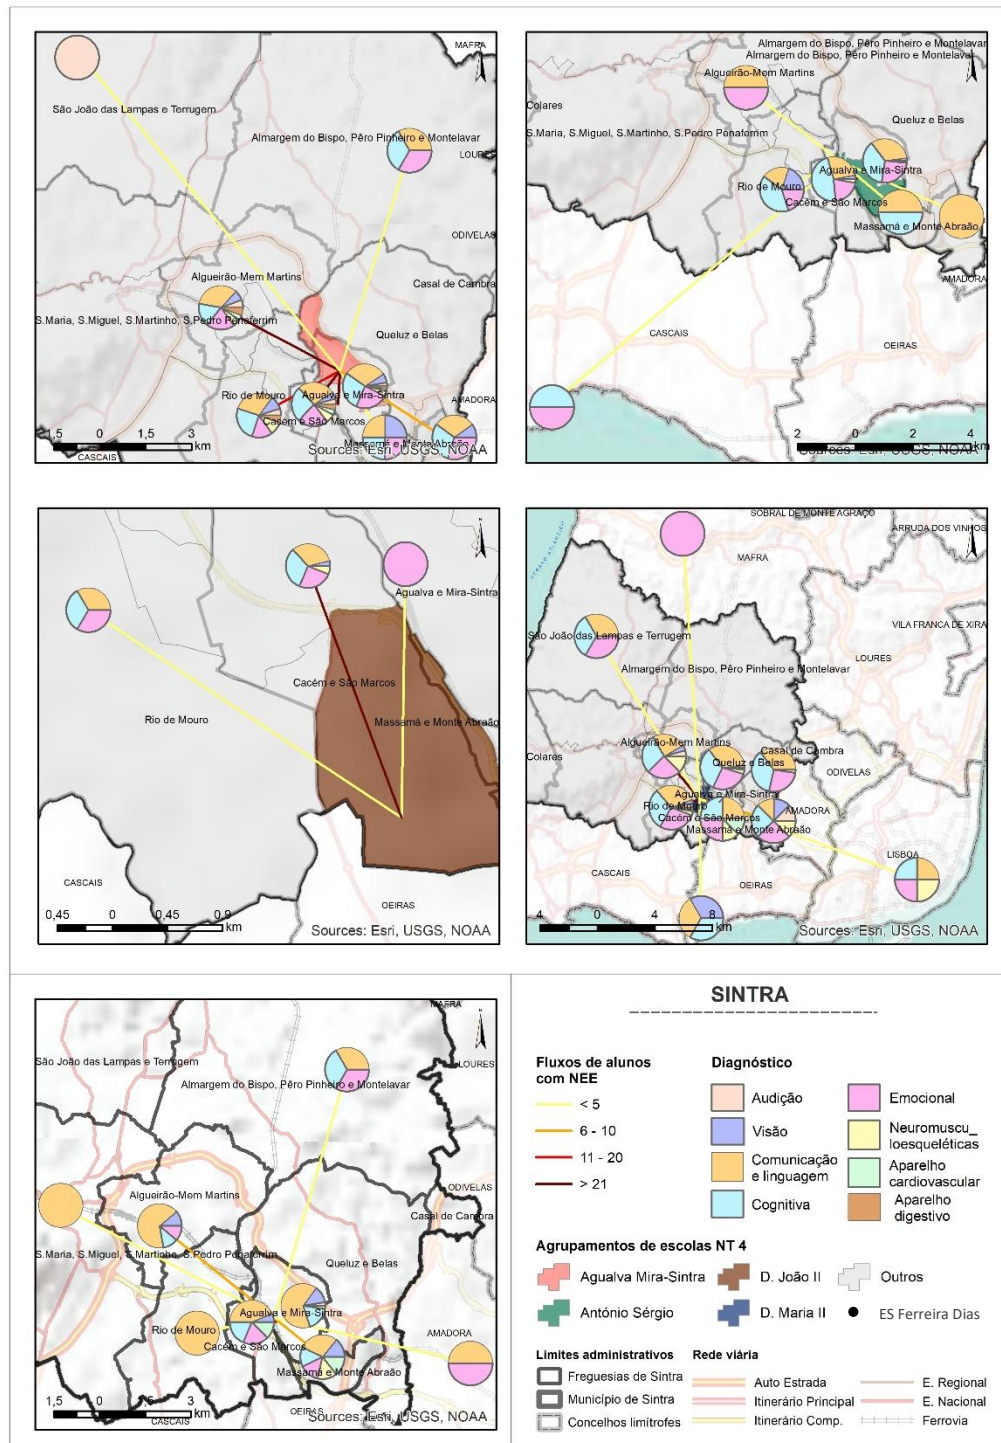 MAFRA
São João das Lampas e Terrugem
Almargem do Bispo, Pêro Pinheiro e Montelavar
LOURES
ODIVELAS
Algueirão-Mem Martins
Casal de Cambra
S.Maria, S.Miguel, S.Martinho, S.Pedro Penaferrim
Queluz e Belas
Rio de Mouro
Agualva e Mira-Sintra
AMADORA
Cacém e São Marcos
Massamá e Monte Abraão
1,5 0 1,5 3
km
Sources: Esri, USGS, NOAA
CASCAIS
Almargem do Bispo, Pêro Pinheiro e Montelavar
Almargem do Bispo, Pêro Pinheiro e Montelavar
Algueirão-Mem Martins
Colares
Queluz e Belas
S.Maria, S.Miguel, S.Martinho, S.Pedro Penaferrim
Agualva e Mira-Sintra
Rio de Mouro
Cacém e São Marcos
Massamá e Monte Abraão
AMADORA
CASCAIS
OEIRAS
2 0 2 4
km
Sources: Esri, USGS, NOAA
Agualva e Mira-Sintra
Cacém e São Marcos
Rio de Mouro
Massamá e Monte Abraão
CASCAIS
OEIRAS
0,45 0 0,45 0,9
km
Sources: Esri, USGS, NOAA
SOBRAL DE MONTE AGRAÇO
ARRUDA DOS VINHOS
MAFRA
VILA FRANCA DE XIRA
São João das Lampas e Terrugem
LOURES
Almargem do Bispo, Pêro Pinheiro e Montelavar
Algueirão-Mem Martins
Casal de Cambra
Colares
Queluz e Belas
ODIVELAS
Agualva e Mira-Sintra
Rio de Mouro
AMADORA
Cacém e São Marcos
Massamá e Monte Abraão
LISBOA
CASCAIS
OEIRAS
4 0 4 8
km
Sources: Esri, USGS, NOAA
MAFRA
São João das Lampas e Terrugem
LOURES
Almargem do Bispo, Pêro Pinheiro e Montelavar
ODIVELAS
Algueirão-Mem Martins
Casal de Cambra
S.Maria, S.Miguel, S.Martinho, S.Pedro Penaferrim
Queluz e Belas
Agualva e Mira-Sintra
Rio de Mouro
AMADORA
Cacém e São Marcos
Massamá e Monte Abraão
1,5 0 1,5 3
km
OEIRAS
CASCAIS
Sources: Esri, USGS, NOAA
SINTRA
Fluxos de alunos
com NEE
< 5
6 - 10
11 - 20
> 21
Diagnóstico
Audição
Visão
Comunicação
e linguagem
Cognitiva
Emocional
Neuromuscu_
loesqueléticas
Aparelho
cardiovascular
Aparelho
digestivo
Agrupamentos de escolas NT 4
Agualva Mira-Sintra
D. João II
Outros
António Sérgio
D. Maria II
ES Ferreira Dias
Limites administrativos
Freguesias de Sintra
Município de Sintra
Concelhos limítrofes
Rede viária
Auto Estrada
Itinerário Principal
Itinerário Comp.
E. Regional
E. Nacional
Ferrovia